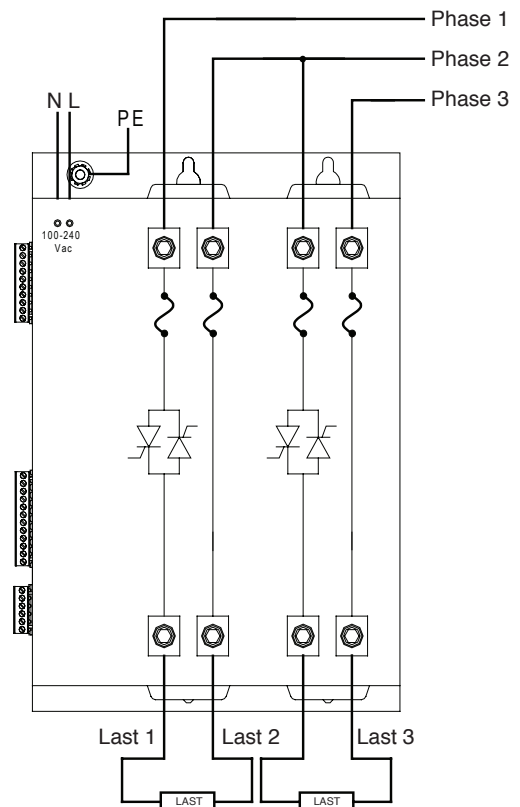 Phase 1
Phase 2
Phase 3
N L
PE
100-240
Vac
Last 1
Last 2
Last 3
LAST
LAST